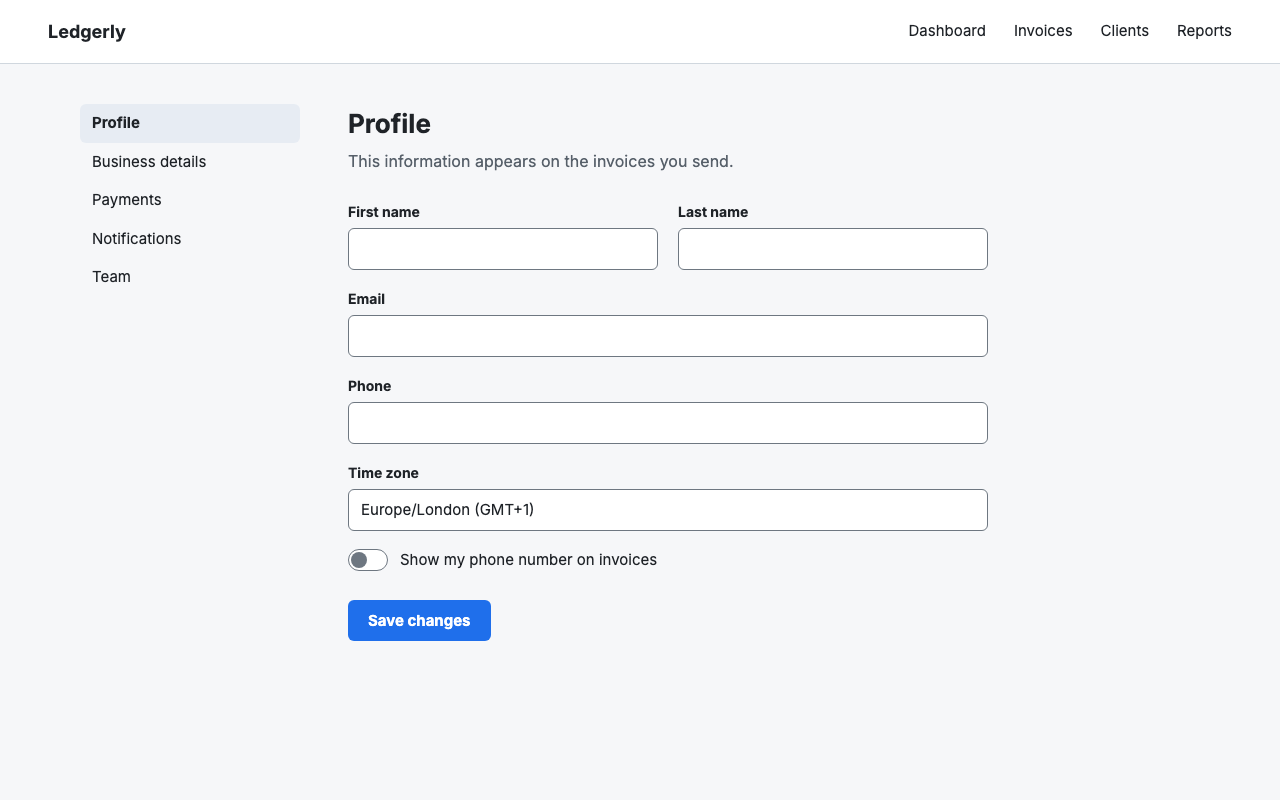 Ledgerly
Dashboard
Invoices
Clients
Reports
Profile
Business details
Payments
Notifications
Team
Profile
This information appears on the invoices you send.
First name
Last name
Email
Phone
Time zone
Europe/London (GMT+1)
Show my phone number on invoices
Save changes